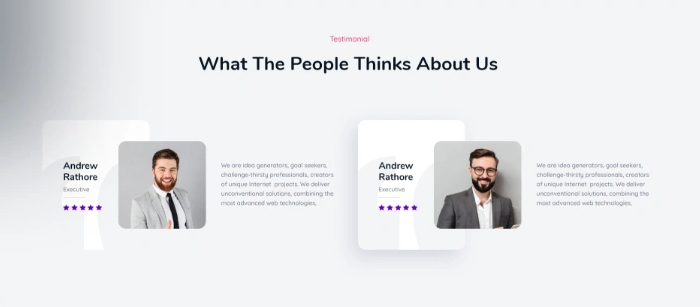 Testimonial
What The People Thinks About Us
Andrew
Rathore
Executive
We are idea generators, goal seekers,
challenge-thirsty professionals, creators
of unique Internet projects. We deliver
unconventional solutions, combining the
most advanced web technologies,
Andrew
Rathore
Executive
We are idea generators, goal seekers,
challenge-thirsty professionals, creators
of unique Internet projects. We deliver
unconventional solutions, combining the
most advanced web technologies,